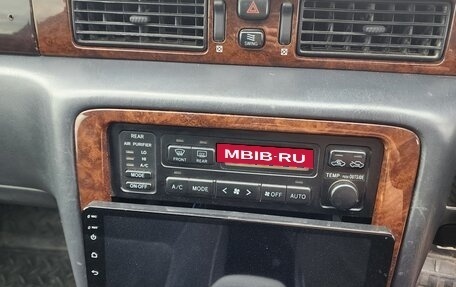 SWING
REAR
AIR PURIFIER
LO
HI
A/C
MODE
ON·OFF
FRONT
REAR
MBIB-RU
A/C
MODE
OFF
AUTO
TEMP